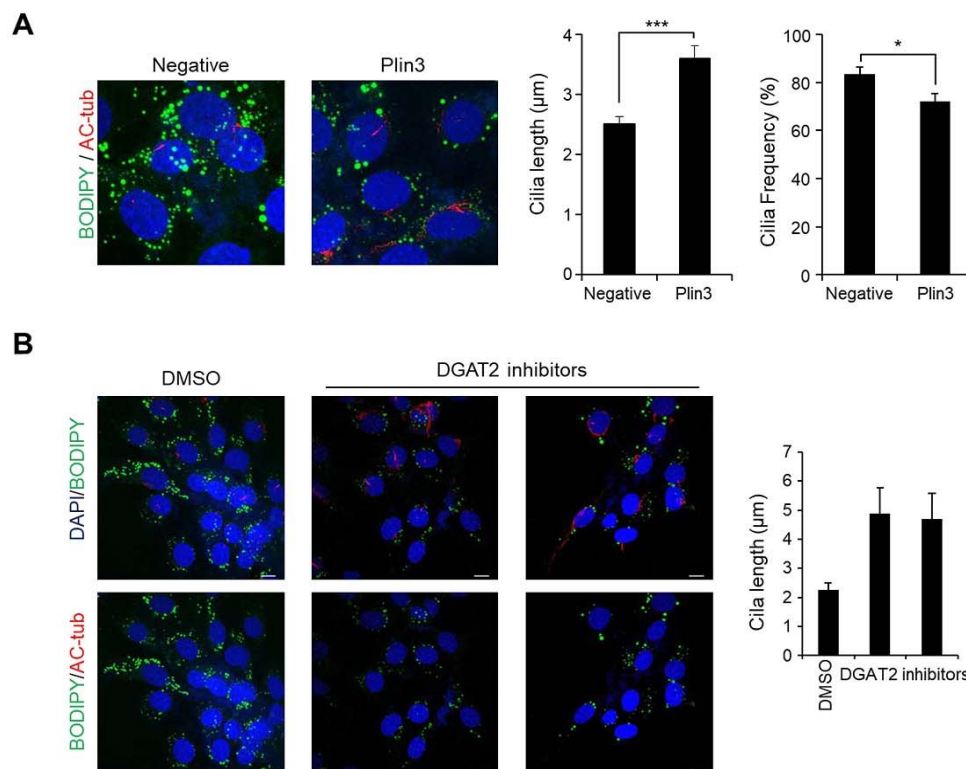 A
Negative
Plin3
BODIPY / AC-tub
Cilia length (µm)
4
3
2
1
0
***
Negative
Plin3
Cilia Frequency (%)
100
80
60
40
20
0
*
Negative
Plin3
B
DMSO
DGAT2 inhibitors
DAPI/BODIPY
BODIPY/AC-tub
Cila length (µm)
7
6
5
4
3
2
1
0
DMSO
DGAT2 inhibitors